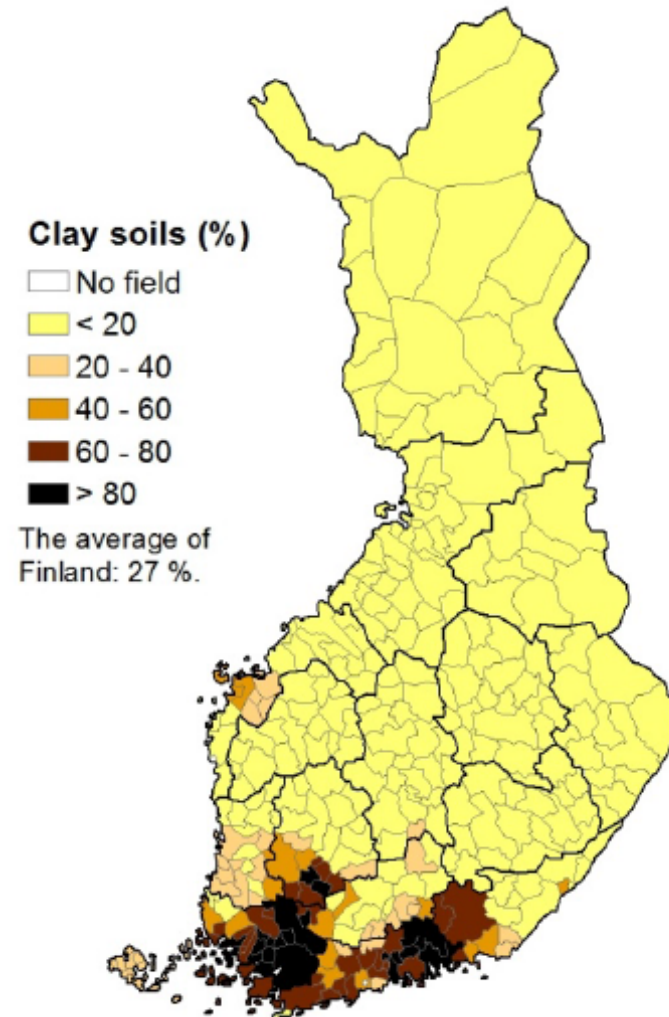 Clay soils (%)
No field
< 20
20 - 40
40 - 60
60 - 80
> 80
The average of
Finland: 27 %.